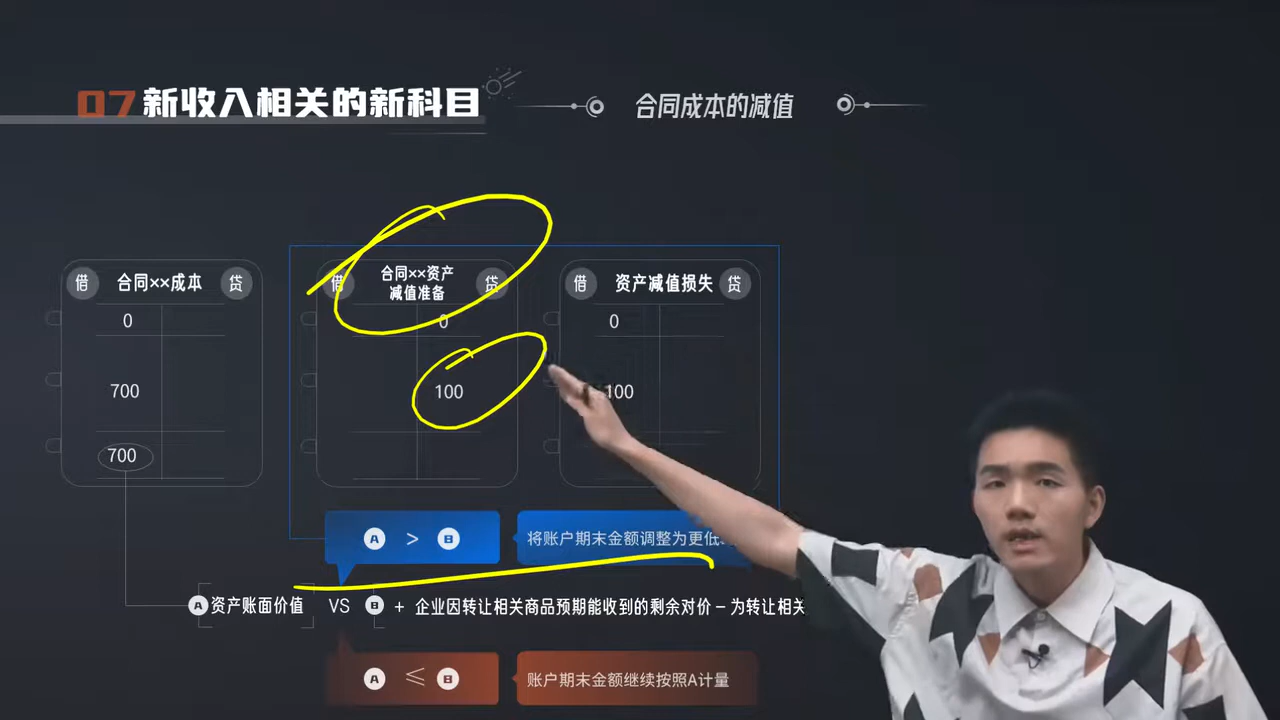 07 新收入相关的新科目
合同成本的减值
借 合同××成本 贷
0
700
700
借 合同××资产减值准备 贷
0
100
借 资产减值损失 贷
0
100
A > B
将账户期末金额调整为更低
A 资产账面价值 VS B + 企业因转让相关商品预期能收到的剩余对价－为转让相关
A ≤ B
账户期末金额继续按照A计量